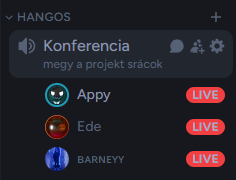 HANGOS
Konferencia
megy a projekt srácok
Appy LIVE
Ede LIVE
BARNEYY LIVE